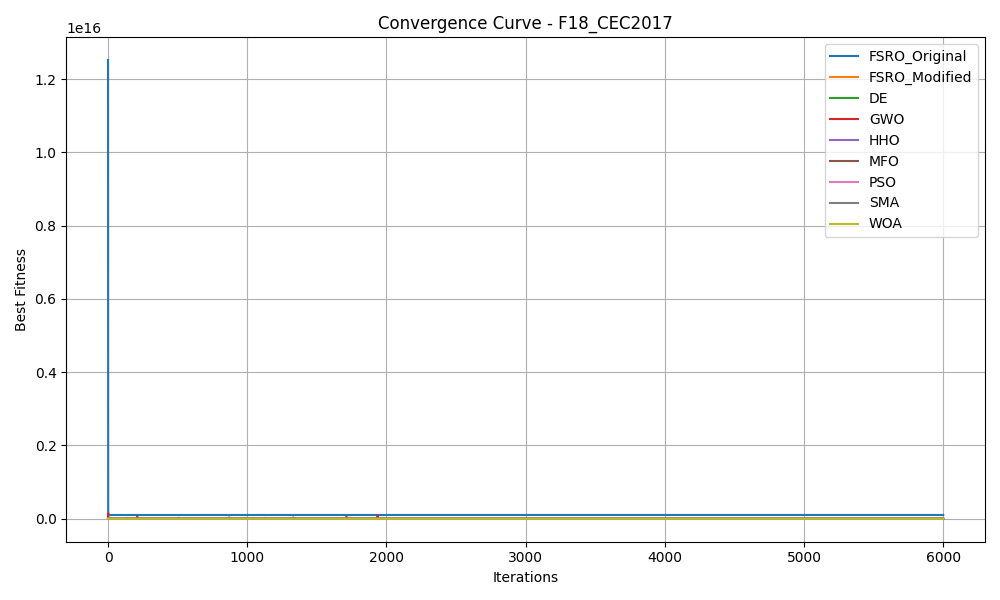 Convergence Curve - F18_CEC2017
1e16
1.2
1.0
0.8
0.6
0.4
0.2
0.0
Best Fitness
0 1000 2000 3000 4000 5000 6000
Iterations
FSRO_Original
FSRO_Modified
DE
GWO
HHO
MFO
PSO
SMA
WOA